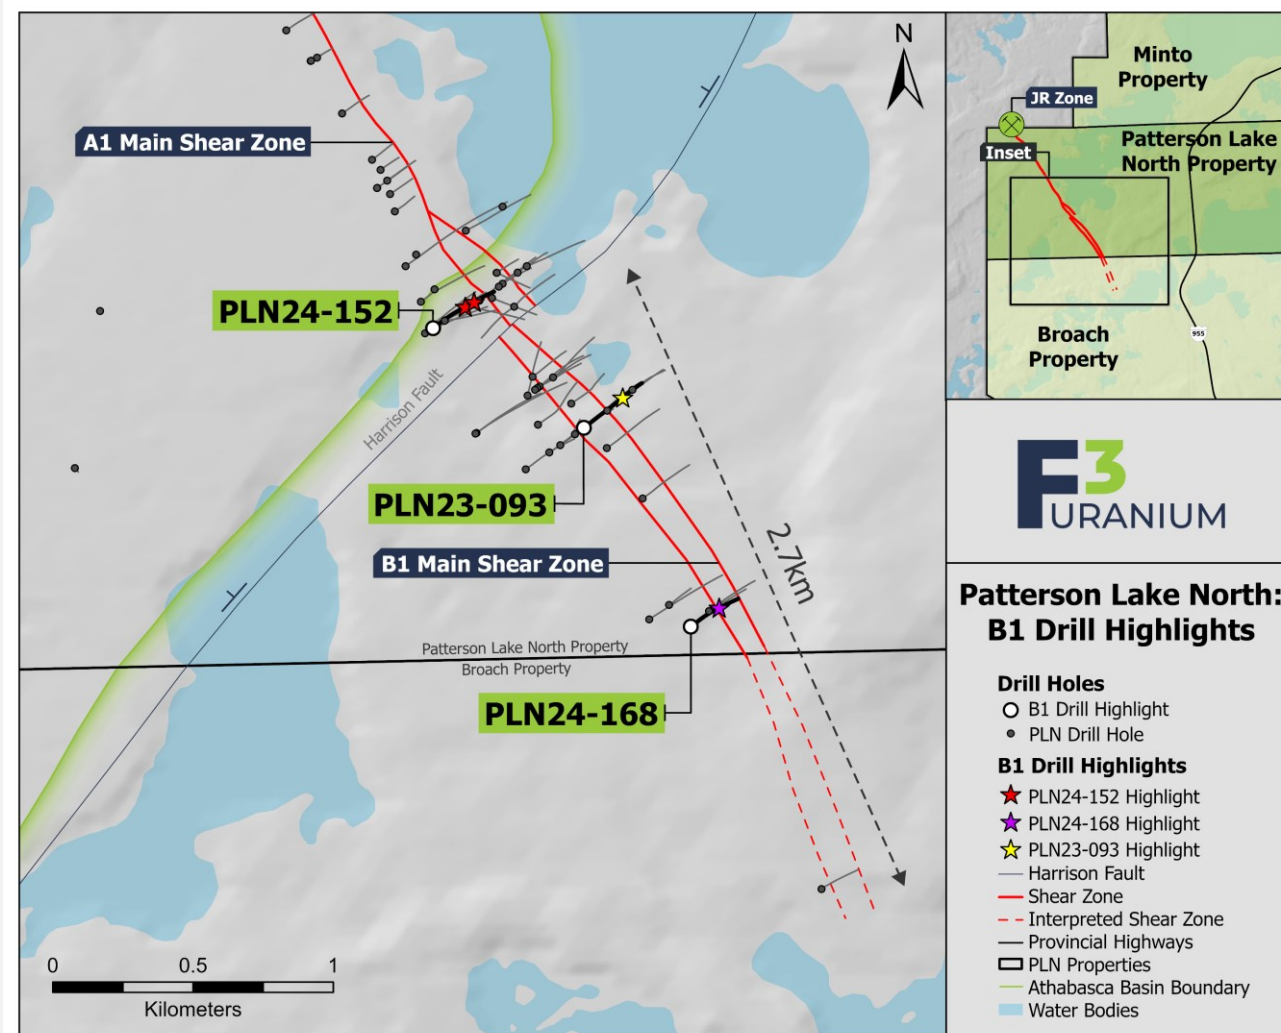 N
A1 Main Shear Zone
PLN24-152
Harrison Fault
PLN23-093
B1 Main Shear Zone
2.7km
Patterson Lake North Property
Broach Property
PLN24-168
0 0.5 1
Kilometers
Minto
Property
JR Zone
Patterson Lake
North Property
Inset
955
Broach
Property
F3
URANIUM
Patterson Lake North:
B1 Drill Highlights
Drill Holes
B1 Drill Highlight
PLN Drill Hole
B1 Drill Highlights
PLN24-152 Highlight
PLN24-168 Highlight
PLN23-093 Highlight
Harrison Fault
Shear Zone
Interpreted Shear Zone
Provincial Highways
PLN Properties
Athabasca Basin Boundary
Water Bodies